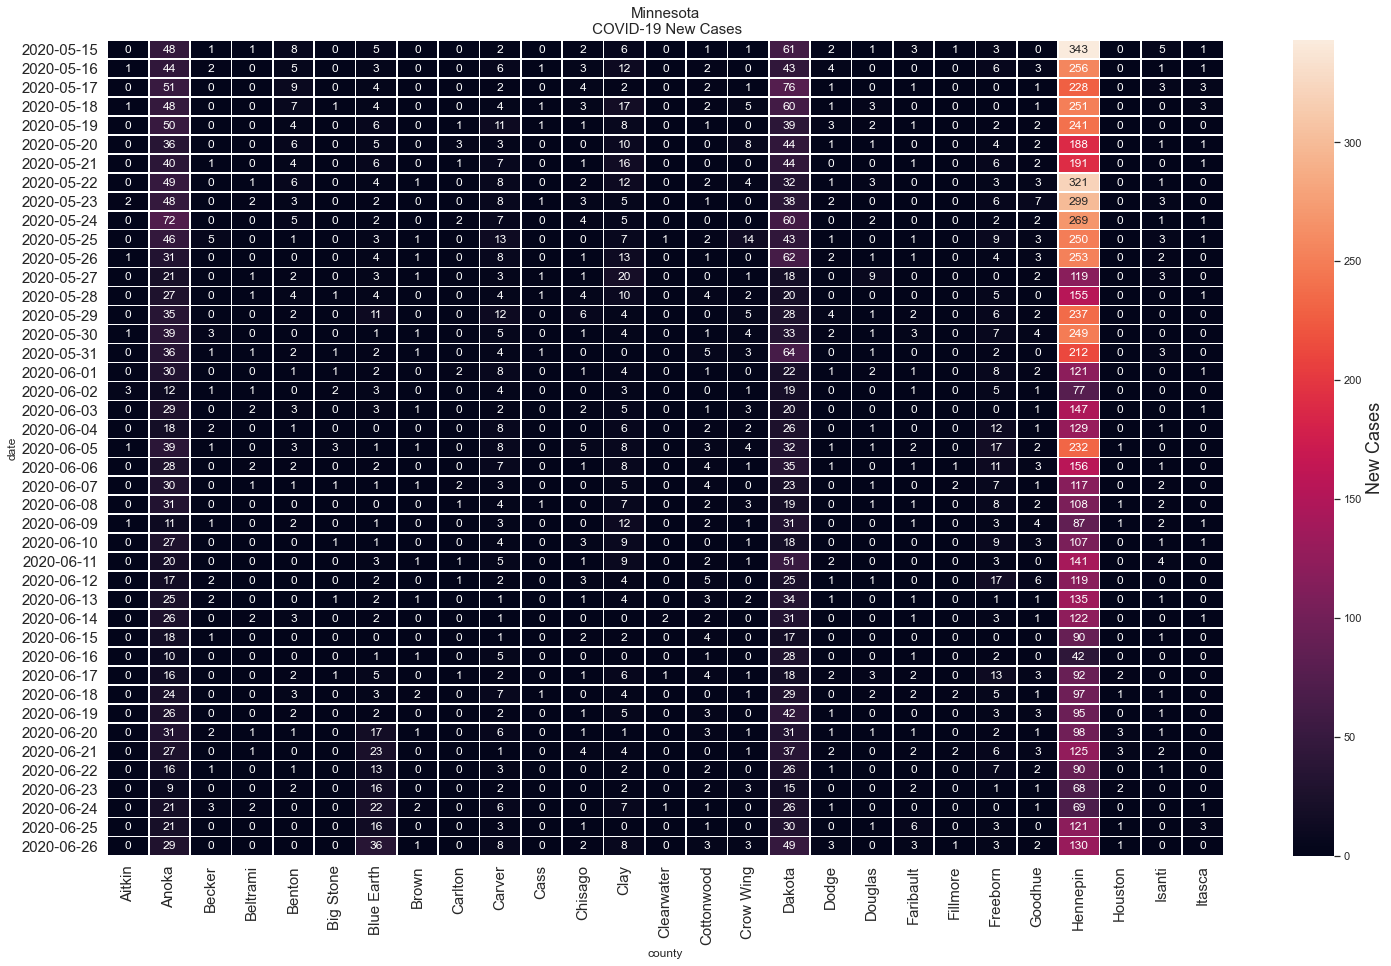 Minnesota
COVID-19 New Cases
2020-05-15 0 48 1 1 8 0 5 0 0 2 0 2 6 0 1 1 61 2 1 3 1 3 0 343 0 5 1
2020-05-16 1 44 2 0 5 0 3 0 0 6 1 3 12 0 2 0 43 4 0 0 0 6 3 256 0 1 1
2020-05-17 0 51 0 0 9 0 4 0 0 2 0 4 2 0 2 1 76 1 0 1 0 0 1 228 0 3 3
2020-05-18 1 48 0 0 7 1 4 0 0 4 1 3 17 0 2 5 60 1 3 0 0 0 1 251 0 0 3
2020-05-19 0 50 0 0 4 0 6 0 1 11 1 1 8 0 1 0 39 3 2 1 0 2 2 241 0 0 0
2020-05-20 0 36 0 0 6 0 5 0 3 3 0 0 10 0 0 8 44 1 1 0 0 4 2 188 0 1 1
2020-05-21 0 40 1 0 4 0 6 0 1 7 0 1 16 0 0 0 44 0 0 1 0 6 2 191 0 0 1
2020-05-22 0 49 0 1 6 0 4 1 0 8 0 2 12 0 2 4 32 1 3 0 0 3 3 321 0 1 0
2020-05-23 2 48 0 2 3 0 2 0 0 8 1 3 5 0 1 0 38 2 0 0 0 6 7 299 0 3 0
2020-05-24 0 72 0 0 5 0 2 0 2 7 0 4 5 0 0 0 60 0 2 0 0 2 2 269 0 1 1
2020-05-25 0 46 5 0 1 0 3 1 0 13 0 0 7 1 2 14 43 1 0 1 0 9 3 250 0 3 1
2020-05-26 1 31 0 0 0 0 4 1 0 8 0 1 13 0 1 0 62 2 1 1 0 4 3 253 0 2 0
2020-05-27 0 21 0 1 2 0 3 1 0 3 1 1 20 0 0 1 18 0 9 0 0 0 2 119 0 3 0
2020-05-28 0 27 0 1 4 1 4 0 0 4 1 4 10 0 4 2 20 0 0 0 0 5 0 155 0 0 1
2020-05-29 0 35 0 0 2 0 11 0 0 12 0 6 4 0 0 5 28 4 1 2 0 6 2 237 0 0 0
2020-05-30 1 39 3 0 0 0 1 1 0 5 0 1 4 0 1 4 33 2 1 3 0 7 4 249 0 0 0
2020-05-31 0 36 1 1 2 1 2 1 0 4 1 0 0 0 5 3 64 0 1 0 0 2 0 212 0 3 0
2020-06-01 0 30 0 0 1 1 2 0 2 8 0 1 4 0 1 0 22 1 2 1 0 8 2 121 0 0 1
2020-06-02 3 12 1 1 0 2 3 0 0 4 0 0 3 0 0 1 19 0 0 1 0 5 1 77 0 0 0
2020-06-03 0 29 0 2 3 0 3 1 0 2 0 2 5 0 1 3 20 0 0 0 0 0 1 147 0 0 1
2020-06-04 0 18 2 0 1 0 0 0 0 8 0 0 6 0 2 2 26 0 1 0 0 12 1 129 0 1 0
2020-06-05 1 39 1 0 3 3 1 1 0 8 0 5 8 0 3 4 32 1 1 2 0 17 2 232 1 0 0
2020-06-06 0 28 0 2 2 0 2 0 0 7 0 1 8 0 4 1 35 1 0 1 1 11 3 156 0 1 0
2020-06-07 0 30 0 1 1 1 1 1 2 3 0 0 5 0 4 0 23 0 1 0 2 7 1 117 0 2 0
2020-06-08 0 31 0 0 0 0 0 0 1 4 1 0 7 0 2 3 19 0 1 1 0 8 2 108 1 2 0
2020-06-09 1 11 1 0 2 0 1 0 0 3 0 0 12 0 2 1 31 0 0 1 0 3 4 87 1 2 1
2020-06-10 0 27 0 0 0 1 1 0 0 4 0 3 9 0 0 1 18 0 0 0 0 9 3 107 0 1 1
2020-06-11 0 20 0 0 0 0 3 1 1 5 0 1 9 0 2 1 51 2 0 0 0 3 0 141 0 4 0
2020-06-12 0 17 2 0 0 0 2 0 1 2 0 3 4 0 5 0 25 1 1 0 0 17 6 119 0 0 0
2020-06-13 0 25 2 0 0 1 2 1 0 1 0 1 4 0 3 2 34 1 0 1 0 1 1 135 0 1 0
2020-06-14 0 26 0 2 3 0 2 0 0 1 0 0 0 2 2 0 31 0 0 1 0 3 1 122 0 0 1
2020-06-15 0 18 1 0 0 0 0 0 0 1 0 2 2 0 4 0 17 0 0 0 0 0 0 90 0 1 0
2020-06-16 0 10 0 0 0 0 1 1 0 5 0 0 0 0 1 0 28 0 0 1 0 2 0 42 0 0 0
2020-06-17 0 16 0 0 2 1 5 0 1 2 0 1 6 1 4 1 18 2 3 2 0 13 3 92 2 0 0
2020-06-18 0 24 0 0 3 0 3 2 0 7 1 0 4 0 0 1 29 0 2 2 2 5 1 97 1 1 0
2020-06-19 0 26 0 0 2 0 2 0 0 2 0 1 5 0 3 0 42 1 0 0 0 3 3 95 0 1 0
2020-06-20 0 31 2 1 1 0 17 1 0 6 0 1 1 0 3 1 31 1 1 1 0 2 1 98 3 1 0
2020-06-21 0 27 0 1 0 0 23 0 0 1 0 4 4 0 0 1 37 2 0 2 2 6 3 125 3 2 0
2020-06-22 0 16 1 0 1 0 13 0 0 3 0 0 2 0 2 0 26 1 0 0 0 7 2 90 0 1 0
2020-06-23 0 9 0 0 2 0 16 0 0 2 0 0 2 0 2 3 15 0 0 2 0 1 1 68 2 0 0
2020-06-24 0 21 3 2 0 0 22 2 0 6 0 0 7 1 1 0 26 1 0 0 0 0 1 69 0 0 1
2020-06-25 0 21 0 0 0 0 16 0 0 3 0 1 0 0 1 0 30 0 1 6 0 3 0 121 1 0 3
2020-06-26 0 29 0 0 0 0 36 1 0 8 0 2 8 0 3 3 49 3 0 3 1 3 2 130 1 0 0
date
Aitkin Anoka Becker Beltrami Benton Big Stone Blue Earth Brown Carlton Carver Cass Chisago Clay Clearwater Cottonwood Crow Wing Dakota Dodge Douglas Faribault Fillmore Freeborn Goodhue Hennepin Houston Isanti Itasca
county
300
250
200
150
100
50
0
New Cases